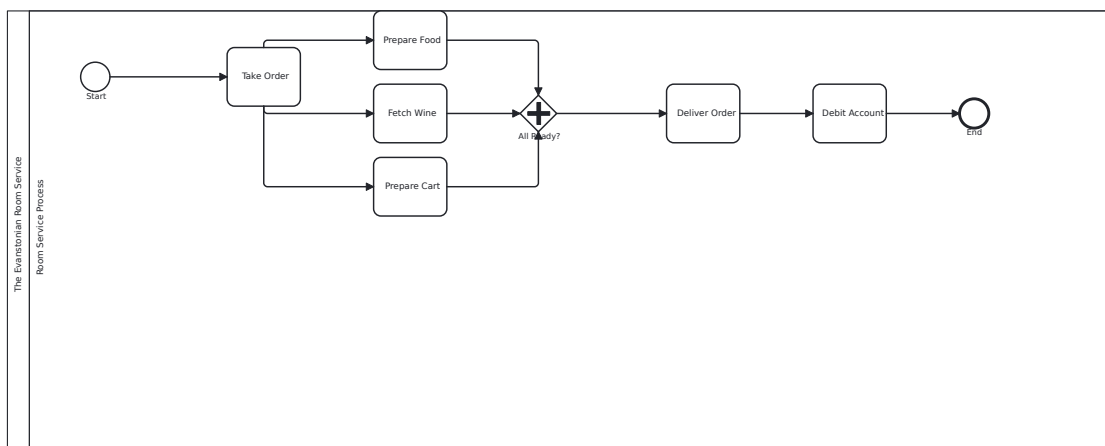 The Evanstonian Room Service
Room Service Process
Start
Take Order
Prepare Food
Fetch Wine
Prepare Cart
All Ready?
Deliver Order
Debit Account
End